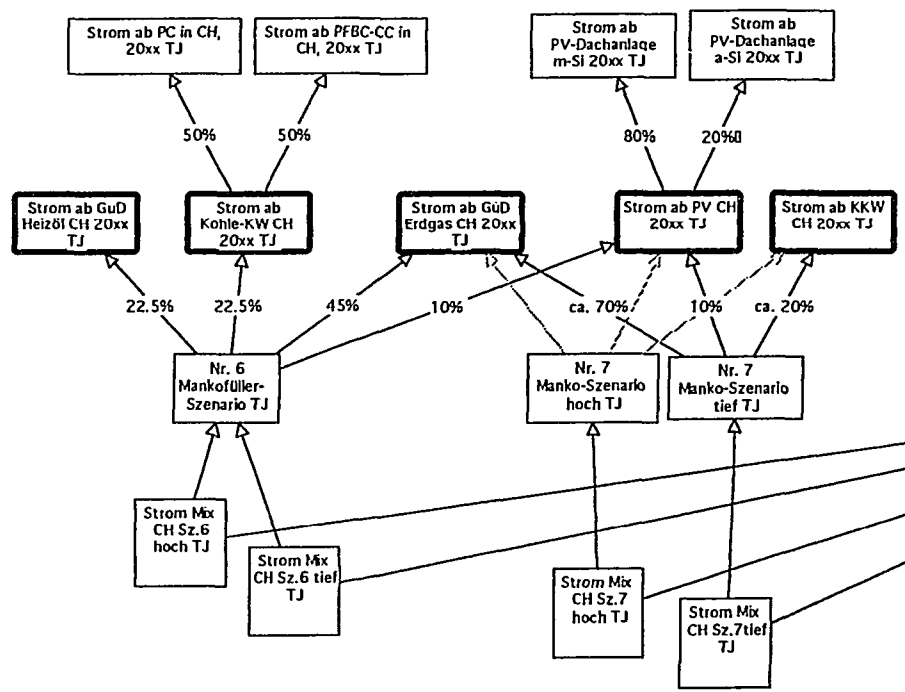 Strom ab PC in CH,
20xx TJ
Strom ab PFBC-CC in
CH, 20xx TJ
Strom ab
PV-Dachanlage
m-Si 20xx TJ
Strom ab
PV-Dachanlage
a-Si 20xx TJ
50%
50%
80%
20%▯
Strom ab GuD
Heizöl CH 20xx
TJ
Strom ab
Kohle-KW CH
20xx TJ
Strom ab GuD
Erdgas CH 20xx
TJ
Strom ab PV CH
20xx TJ
Strom ab KKW
CH 20xx TJ
22.5%
22.5%
45%
10%
ca. 70%
10%
ca. 20%
Nr. 6
Mankofüller-
Szenario TJ
Nr. 7
Manko-Szenario
hoch TJ
Nr. 7
Manko-Szenario
tief TJ
Strom Mix
CH Sz.6
hoch TJ
Strom Mix
CH Sz.6 tief
TJ
Strom Mix
CH Sz.7
hoch TJ
Strom Mix
CH Sz.7tief
TJ